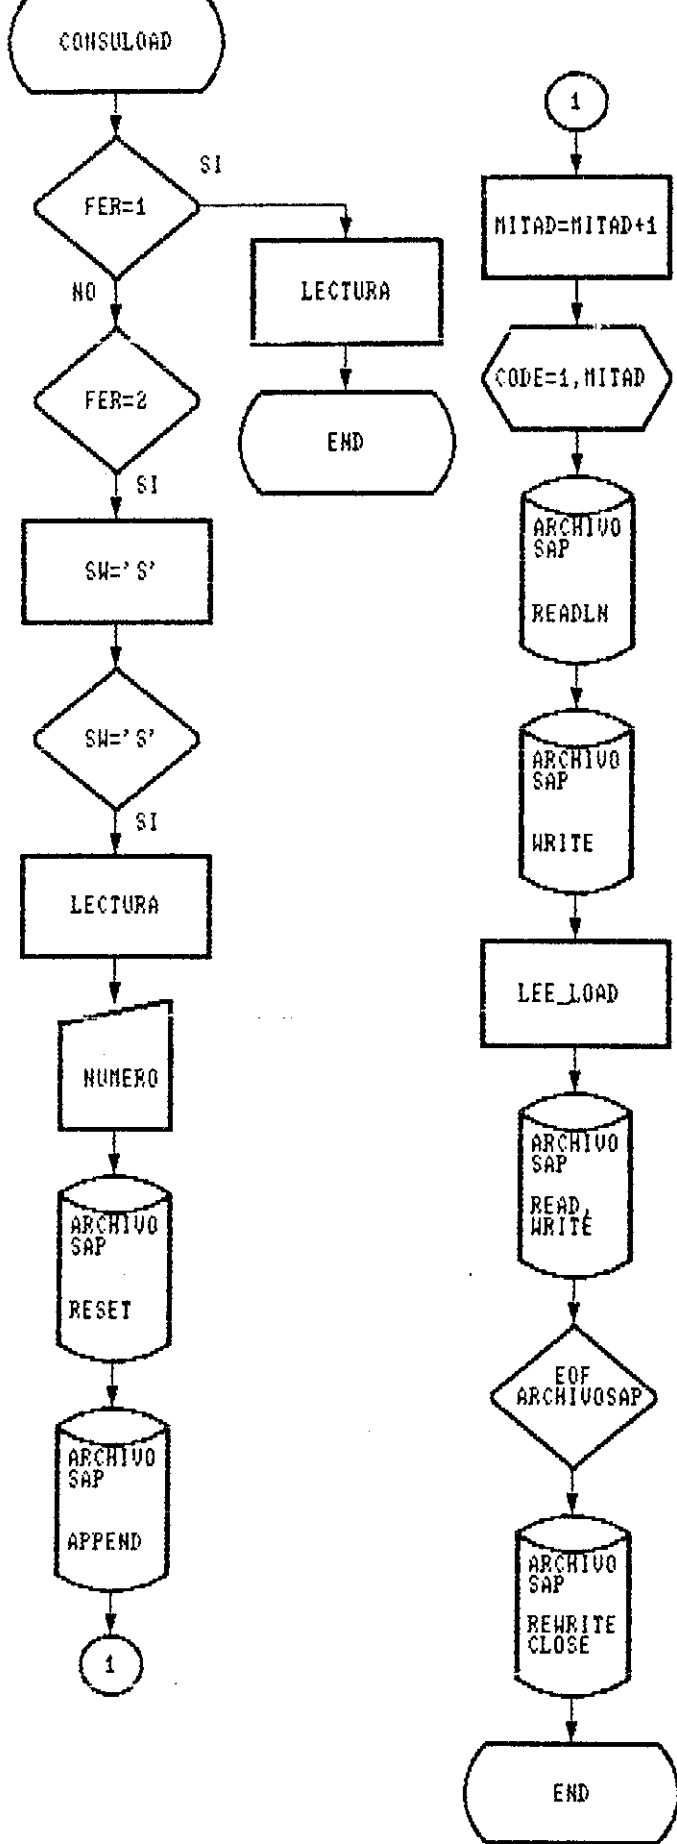 CONSULOAD
FER=1
SI
LECTURA
END
NO
FER=2
SI
SW='S'
SW='S'
SI
LECTURA
NUMERO
ARCHIVO
SAP
RESET
ARCHIVO
SAP
APPEND
1
1
MITAD=MITAD+1
CODE=1,MITAD
ARCHIVO
SAP
READLN
ARCHIVO
SAP
WRITE
LEE_LOAD
ARCHIVO
SAP
READ,
WRITE
EOF
ARCHIVOSAP
ARCHIVO
SAP
REWRITE
CLOSE
END